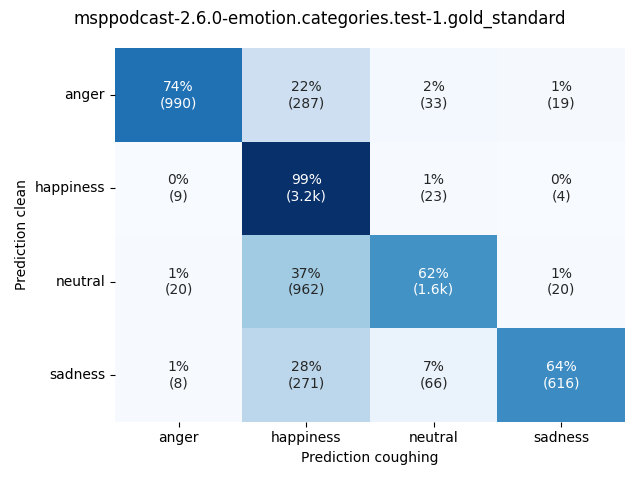 msppodcast-2.6.0-emotion.categories.test-1.gold_standard
anger
74%
(990)
22%
(287)
2%
(33)
1%
(19)
happiness
0%
(9)
99%
(3.2k)
1%
(23)
0%
(4)
neutral
1%
(20)
37%
(962)
62%
(1.6k)
1%
(20)
sadness
1%
(8)
28%
(271)
7%
(66)
64%
(616)
Prediction clean
anger
happiness
neutral
sadness
Prediction coughing